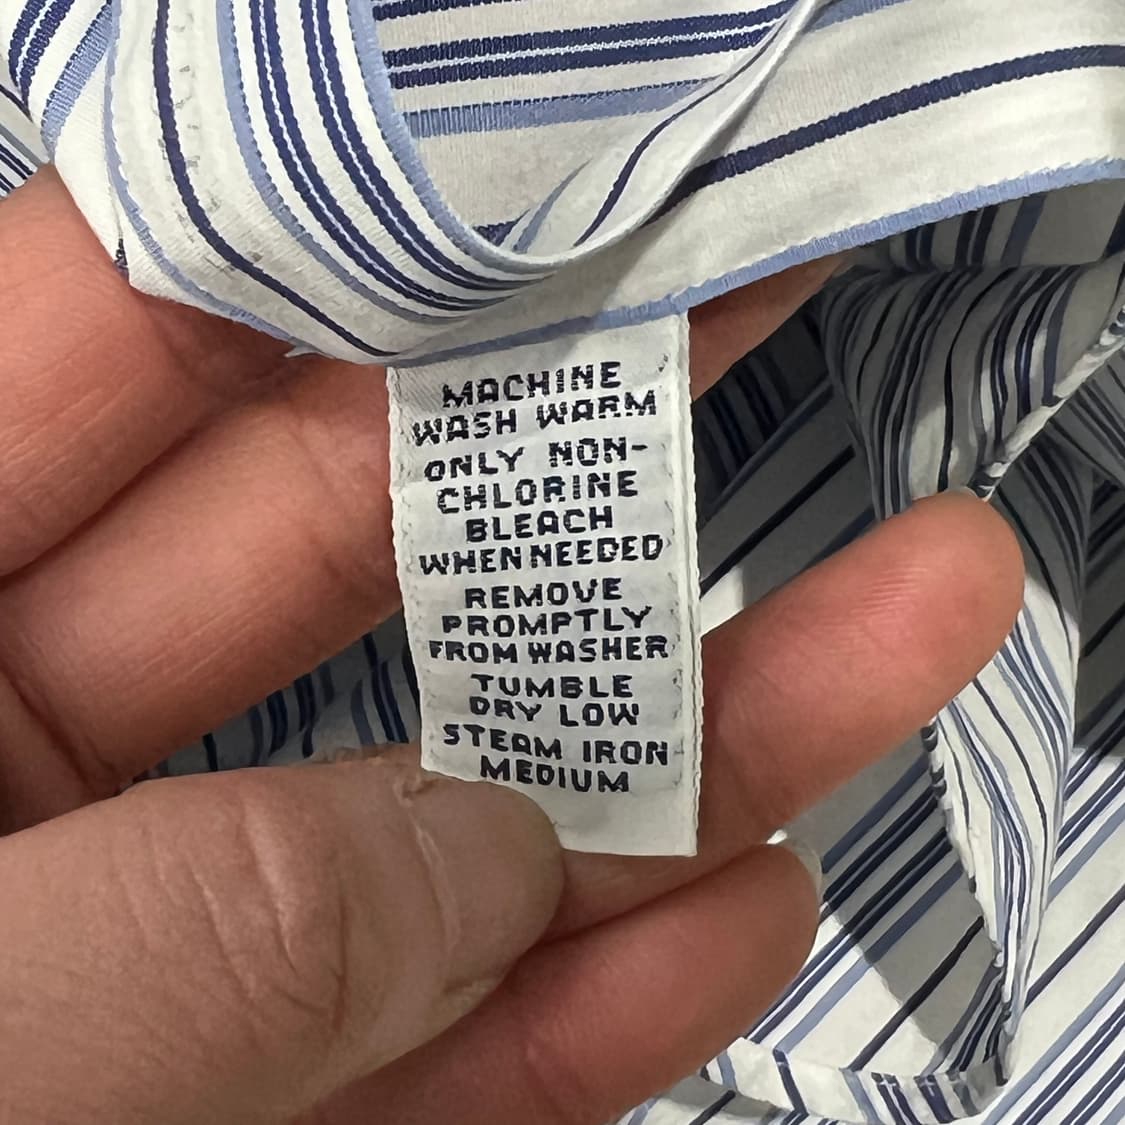 MACHINE
WASH WARM
ONLY NON-
CHLORINE
BLEACH
WHEN NEEDED
REMOVE
PROMPTLY
FROM WASHER
TUMBLE
DRY LOW
STEAM IRON
MEDIUM